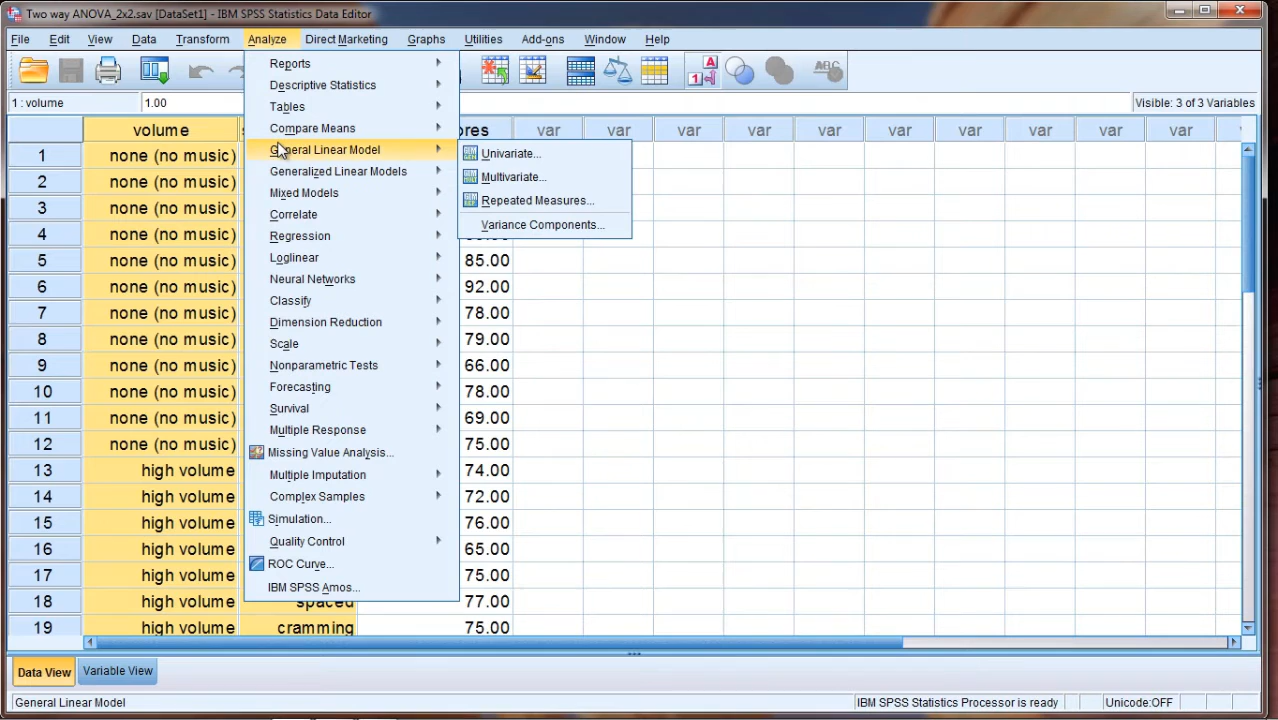 Two way ANOVA_2x2.sav [DataSet1] - IBM SPSS Statistics Data Editor
File Edit View Data Transform Analyze Direct Marketing Graphs Utilities Add-ons Window Help
1 : volume 1.00 Visible: 3 of 3 Variables
Reports
Descriptive Statistics
Tables
Compare Means
General Linear Model
Generalized Linear Models
Mixed Models
Correlate
Regression
Loglinear
Neural Networks
Classify
Dimension Reduction
Scale
Nonparametric Tests
Forecasting
Survival
Multiple Response
Missing Value Analysis...
Multiple Imputation
Complex Samples
Simulation...
Quality Control
ROC Curve...
IBM SPSS Amos...
Univariate...
Multivariate...
Repeated Measures...
Variance Components...
volume var var var var var var var var var var
1 none (no music)
2 none (no music)
3 none (no music)
4 none (no music)
5 none (no music) 85.00
6 none (no music) 92.00
7 none (no music) 78.00
8 none (no music) 79.00
9 none (no music) 66.00
10 none (no music) 78.00
11 none (no music) 69.00
12 none (no music) 75.00
13 high volume 74.00
14 high volume 72.00
15 high volume 76.00
16 high volume 65.00
17 high volume 75.00
18 high volume spaced 77.00
19 high volume cramming 75.00
Data View Variable View
General Linear Model IBM SPSS Statistics Processor is ready Unicode:OFF